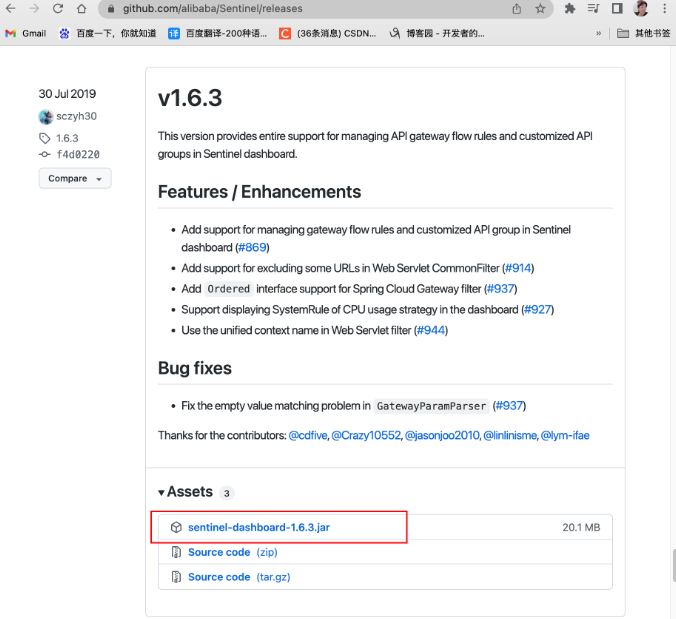 github.com/alibaba/Sentinel/releases
Gmail 百度一下，你就知道 译 百度翻译-200种语... C (36条消息) CSDN... 博客园 - 开发者的... » 其他书签
30 Jul 2019
sczyh30
1.6.3
f4d0220
Compare
v1.6.3
This version provides entire support for managing API gateway flow rules and customized API
groups in Sentinel dashboard.
Features / Enhancements
• Add support for managing gateway flow rules and customized API group in Sentinel
dashboard (#869)
• Add support for excluding some URLs in Web Servlet CommonFilter (#914)
• Add Ordered interface support for Spring Cloud Gateway filter (#937)
• Support displaying SystemRule of CPU usage strategy in the dashboard (#927)
• Use the unified context name in Web Servlet filter (#944)
Bug fixes
• Fix the empty value matching problem in GatewayParamParser (#937)
Thanks for the contributors: @cdfive, @Crazy10552, @jasonjoo2010, @linlinisme, @lym-ifae
Assets 3
sentinel-dashboard-1.6.3.jar 20.1 MB
Source code (zip)
Source code (tar.gz)